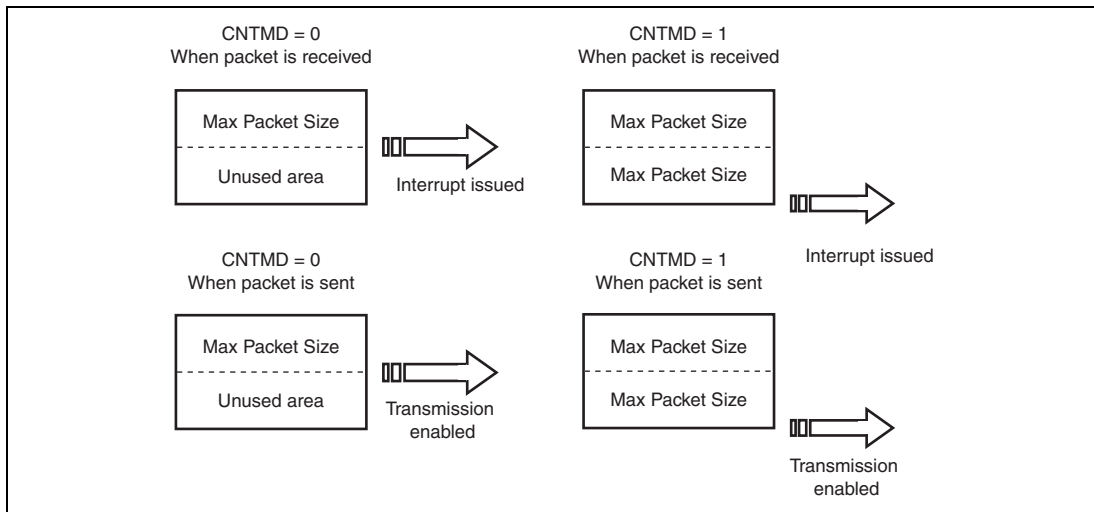 CNTMD = 0
When packet is received
Max Packet Size
Unused area
Interrupt issued
CNTMD = 1
When packet is received
Max Packet Size
Max Packet Size
Interrupt issued
CNTMD = 0
When packet is sent
Max Packet Size
Unused area
Transmission
enabled
CNTMD = 1
When packet is sent
Max Packet Size
Max Packet Size
Transmission
enabled